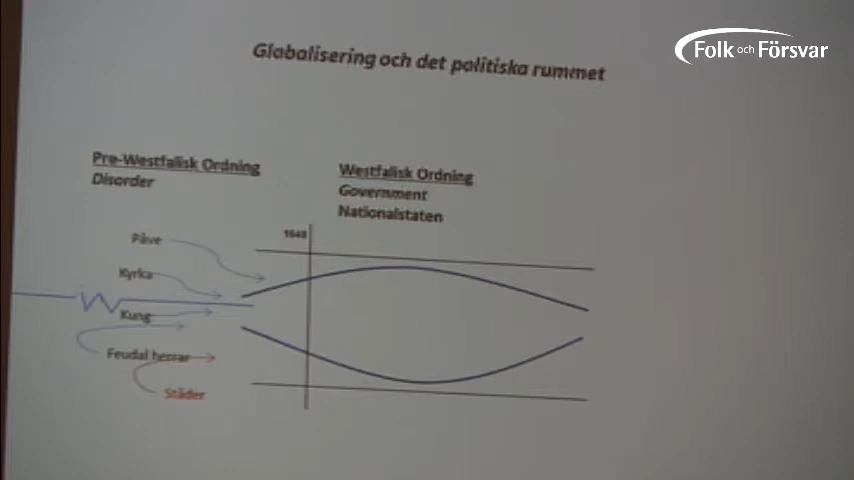 Globalisering och det politiska rummet
Folk och Försvar
Pre-Westfalisk Ordning
Disorder
Westfalisk Ordning
Government
Nationalstaten
1648
Påve
Kyrka
Kung
Feudal herrar
Städer